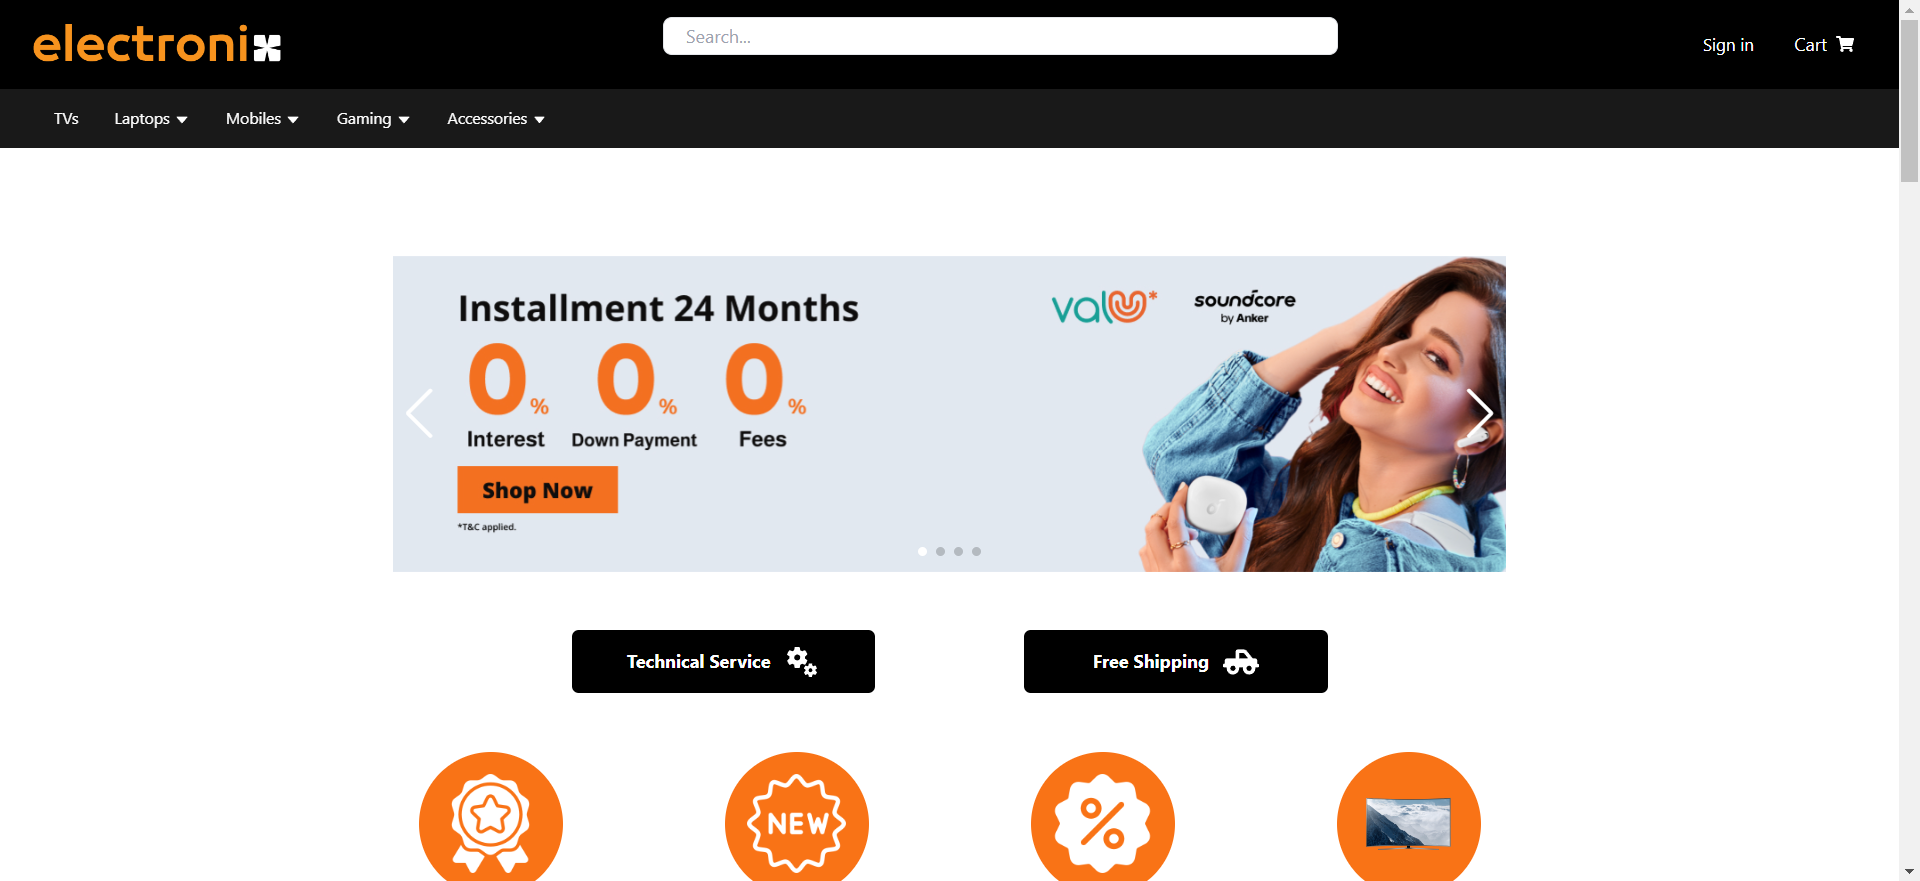 electronix
Search...
Sign in
Cart
TVs
Laptops
Mobiles
Gaming
Accessories
Installment 24 Months
0% 0% 0%
Interest Down Payment Fees
Shop Now
*T&C applied.
valU*
soundcore
by Anker
Technical Service
Free Shipping
NEW
%